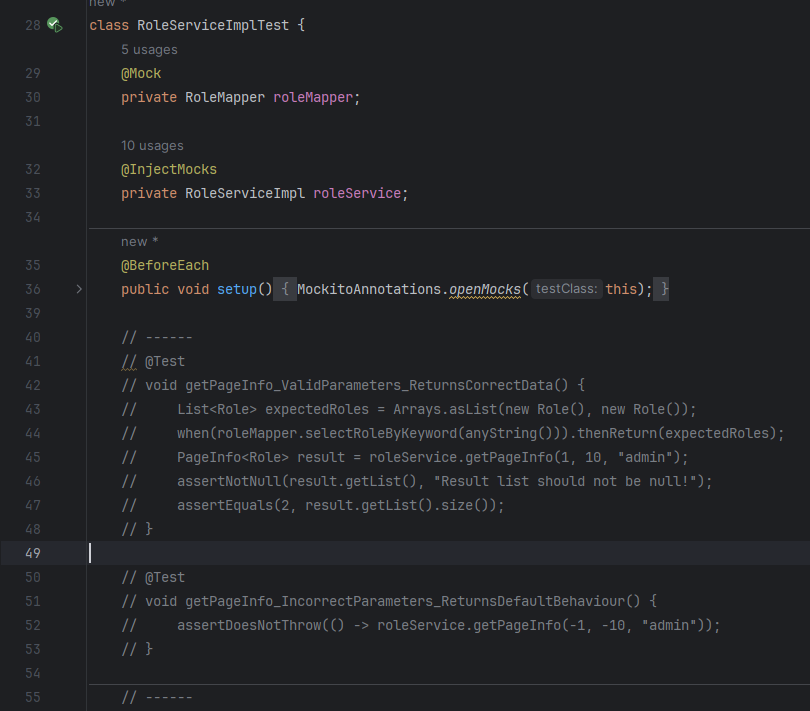 new *
28 class RoleServiceImplTest {
5 usages
29 @Mock
30 private RoleMapper roleMapper;
31
10 usages
32 @InjectMocks
33 private RoleServiceImpl roleService;
34
new *
35 @BeforeEach
36 public void setup() { MockitoAnnotations.openMocks( testClass: this); }
39
40 // ------
41 // @Test
42 // void getPageInfo_ValidParameters_ReturnsCorrectData() {
43 //     List<Role> expectedRoles = Arrays.asList(new Role(), new Role());
44 //     when(roleMapper.selectRoleByKeyword(anyString())).thenReturn(expectedRoles);
45 //     PageInfo<Role> result = roleService.getPageInfo(1, 10, "admin");
46 //     assertNotNull(result.getList(), "Result list should not be null!");
47 //     assertEquals(2, result.getList().size());
48 // }
49
50 // @Test
51 // void getPageInfo_IncorrectParameters_ReturnsDefaultBehaviour() {
52 //     assertDoesNotThrow(() -> roleService.getPageInfo(-1, -10, "admin"));
53 // }
54
55 // ------